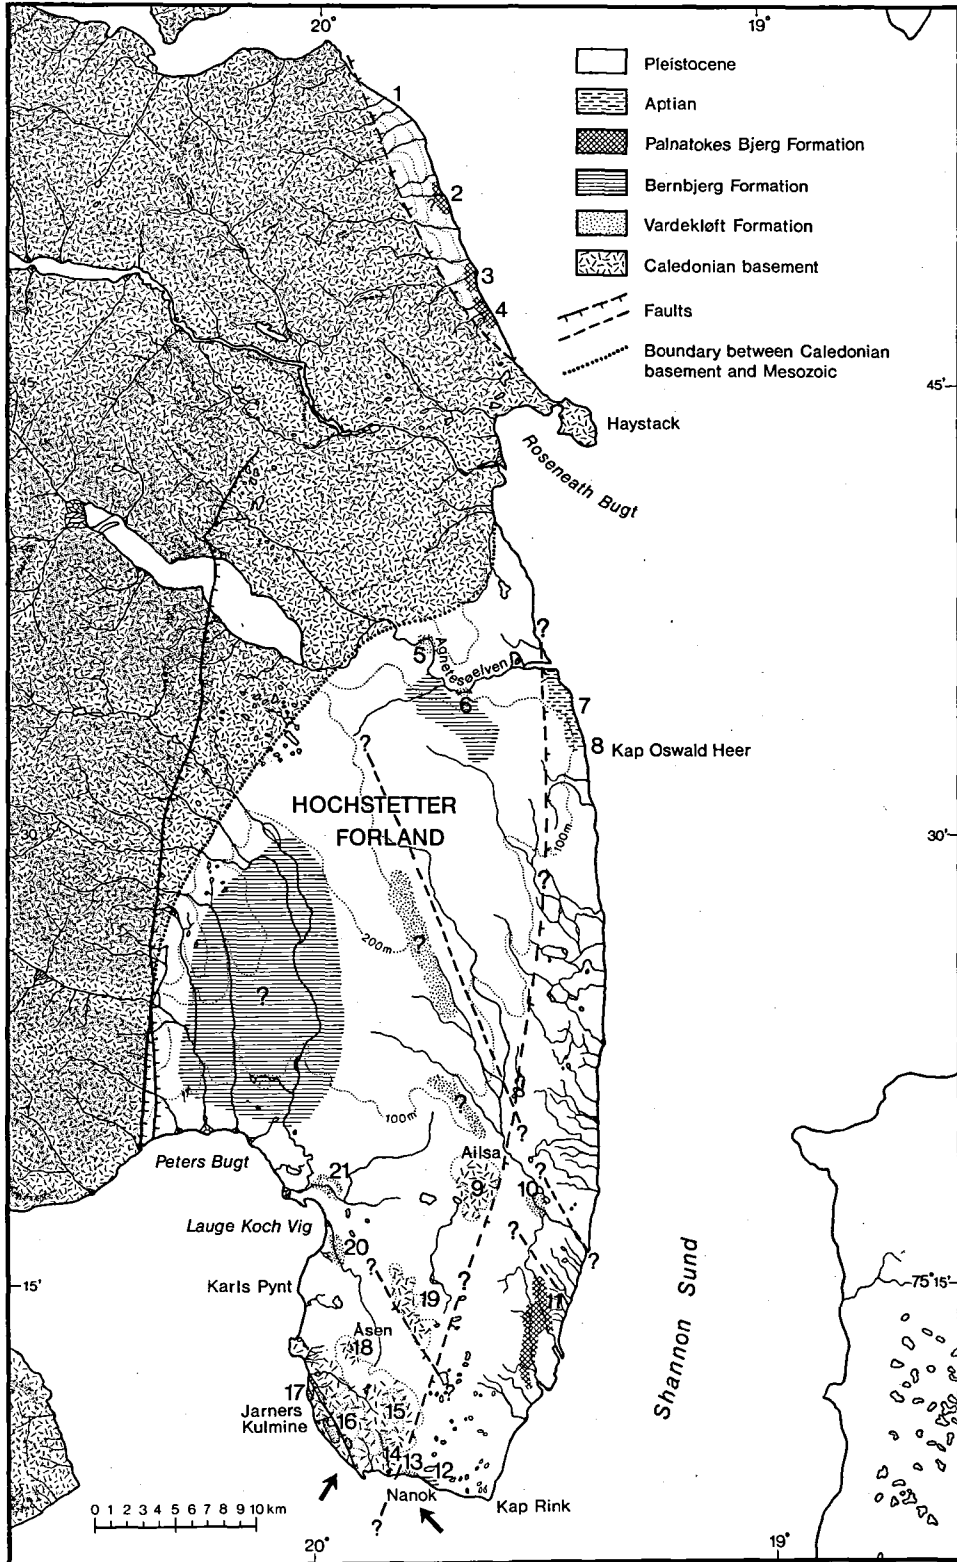 20°
19°
Pleistocene
Aptian
Palnatokes Bjerg Formation
Bernbjerg Formation
Vardekløft Formation
Caledonian basement
Faults
Boundary between Caledonian
basement and Mesozoic
1
2
3
4
45'
Haystack
Roseneath Bugt
?
5
Agnetesøelven
6
7
8 Kap Oswald Heer
?
HOCHSTETTER
FORLAND
30'
100m
30'
?
?
200m
?
?
100m
?
Peters Bugt
Ailsa
?
21
9
10
Lauge Koch Vig
?
20
?
?
15'
Karls Pynt
?
75°15'
19
11
Åsen
18
Shannon Sund
17
?
Jarners
Kulmine
16
15
14
13
12
Nanok
Kap Rink
0 1 2 3 4 5 6 7 8 9 10 km
?
20°
19°